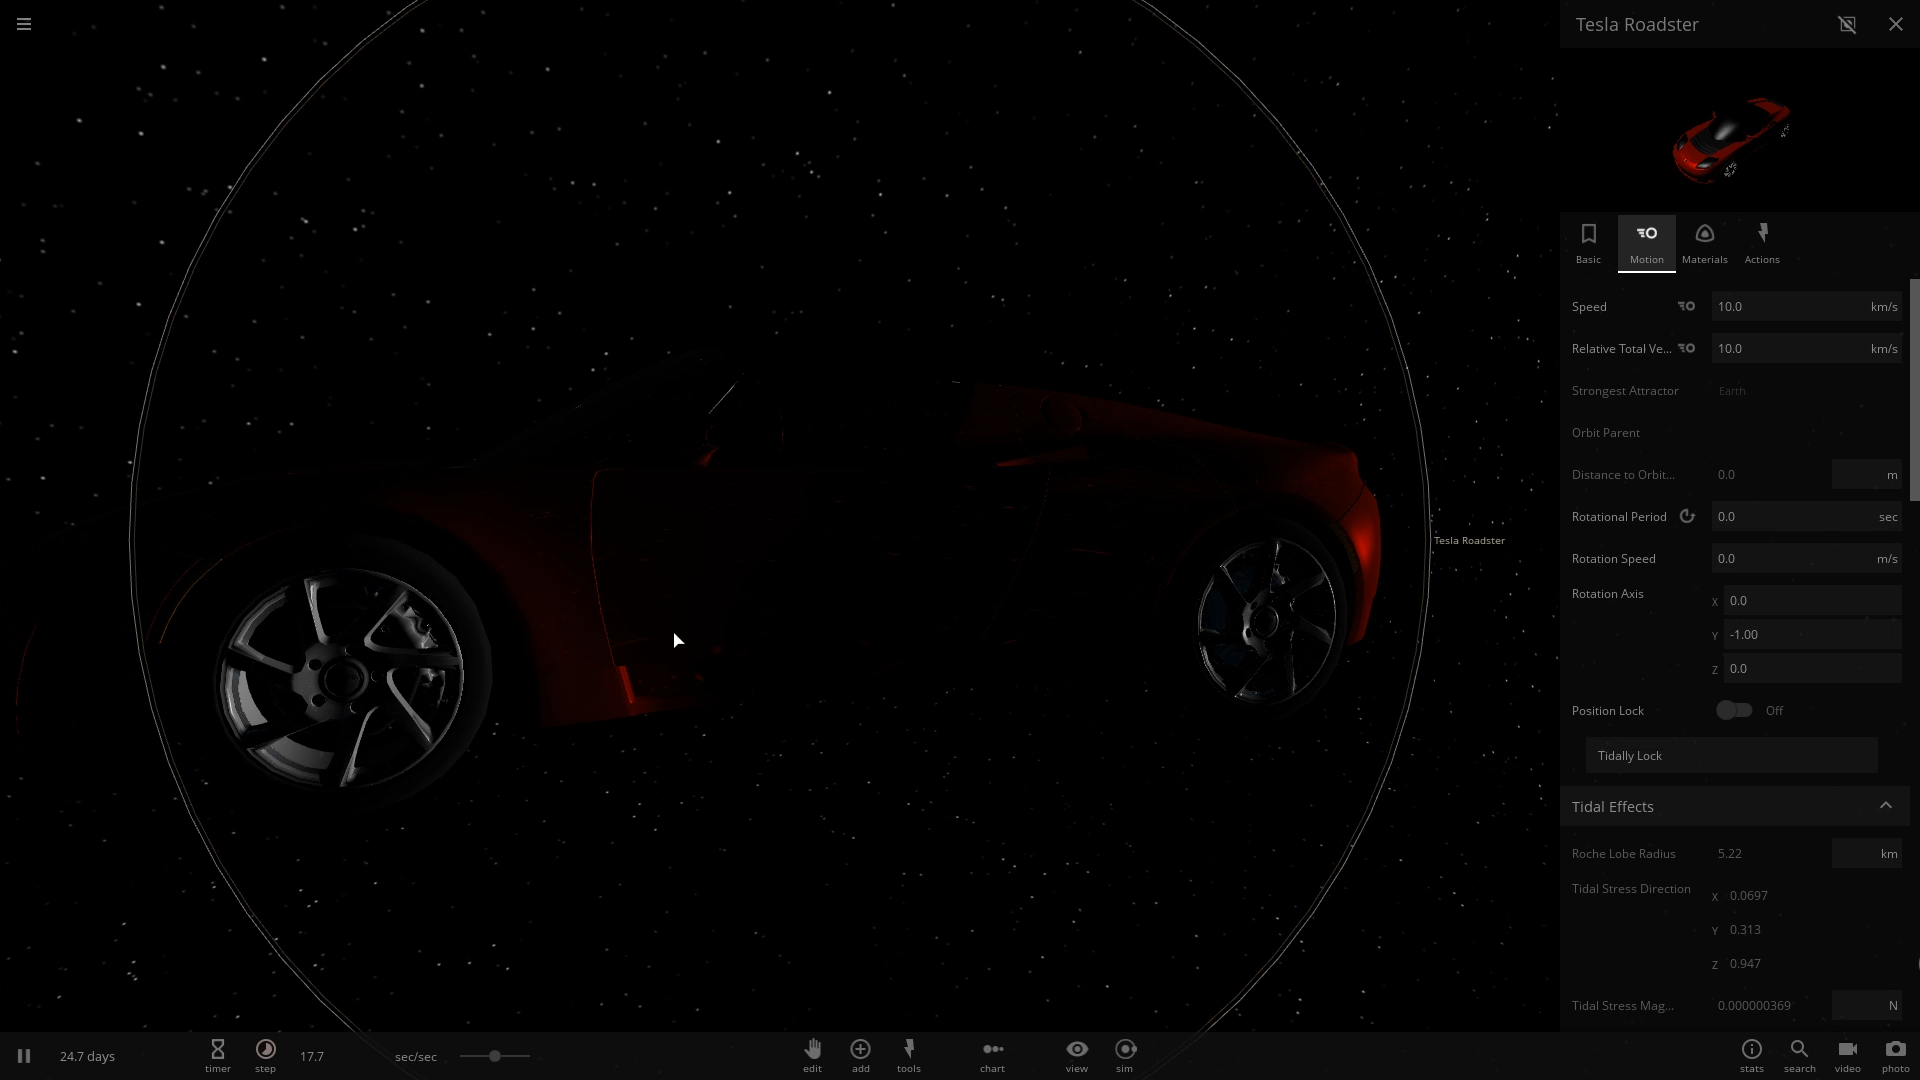 Tesla Roadster
Basic
Motion
Materials
Actions
Speed 10.0 km/s
Relative Total Ve... 10.0 km/s
Strongest Attractor Earth
Orbit Parent
Distance to Orbit... 0.0 m
Rotational Period 0.0 sec
Tesla Roadster
Rotation Speed 0.0 m/s
Rotation Axis
X 0.0
Y -1.00
Z 0.0
Position Lock Off
Tidally Lock
Tidal Effects
Roche Lobe Radius 5.22 km
Tidal Stress Direction
X 0.0697
Y 0.313
Z 0.947
Tidal Stress Mag... 0.000000369 N
24.7 days
timer
step
17.7 sec/sec
edit
add
tools
chart
view
sim
stats
search
video
photo